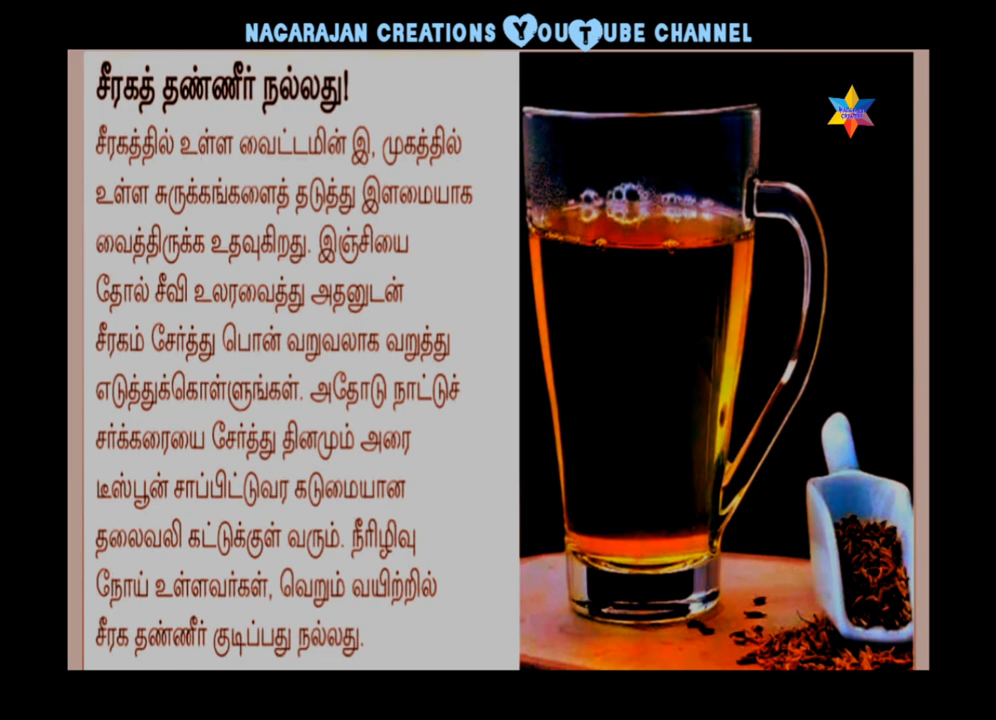 NAGARAJAN CREATIONS YOUTUBE CHANNEL
சீரகத் தண்ணீர் நல்லது!
சீரகத்தில் உள்ள வைட்டமின் இ, முகத்தில்
உள்ள சுருக்கங்களைத் தடுத்து இளமையாக
வைத்திருக்க உதவுகிறது. இஞ்சியை
தோல் சீவி உலரவைத்து அதனுடன்
சீரகம் சேர்த்து பொன் வறுவலாக வறுத்து
எடுத்துக்கொள்ளுங்கள். அதோடு நாட்டுச்
சர்க்கரையை சேர்த்து தினமும் அரை
டீஸ்பூன் சாப்பிட்டுவர கடுமையான
தலைவலி கட்டுக்குள் வரும். நீரிழிவு
நோய் உள்ளவர்கள், வெறும் வயிற்றில்
சீரக தண்ணீர் குடிப்பது நல்லது.